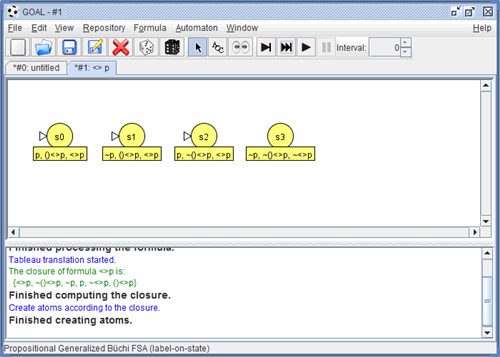 GOAL - #1
File Edit View Repository Formula Automaton Window Help
Interval: 0
*#0: untitled *#1: <> p
s0 s1 s2 s3
p, ()<>p, <>p ~p, ()<>p, <>p p, ~()<>p, <>p ~p, ~()<>p, ~<>p
Finished processing the formula.
Tableau translation started.
The closure of formula <>p is:
{<>p, ~()<>p, ~p, p, ~<>p, ()<>p}
Finished computing the closure.
Create atoms according to the closure.
Finished creating atoms.
Propositional Generalized Büchi FSA (label-on-state)